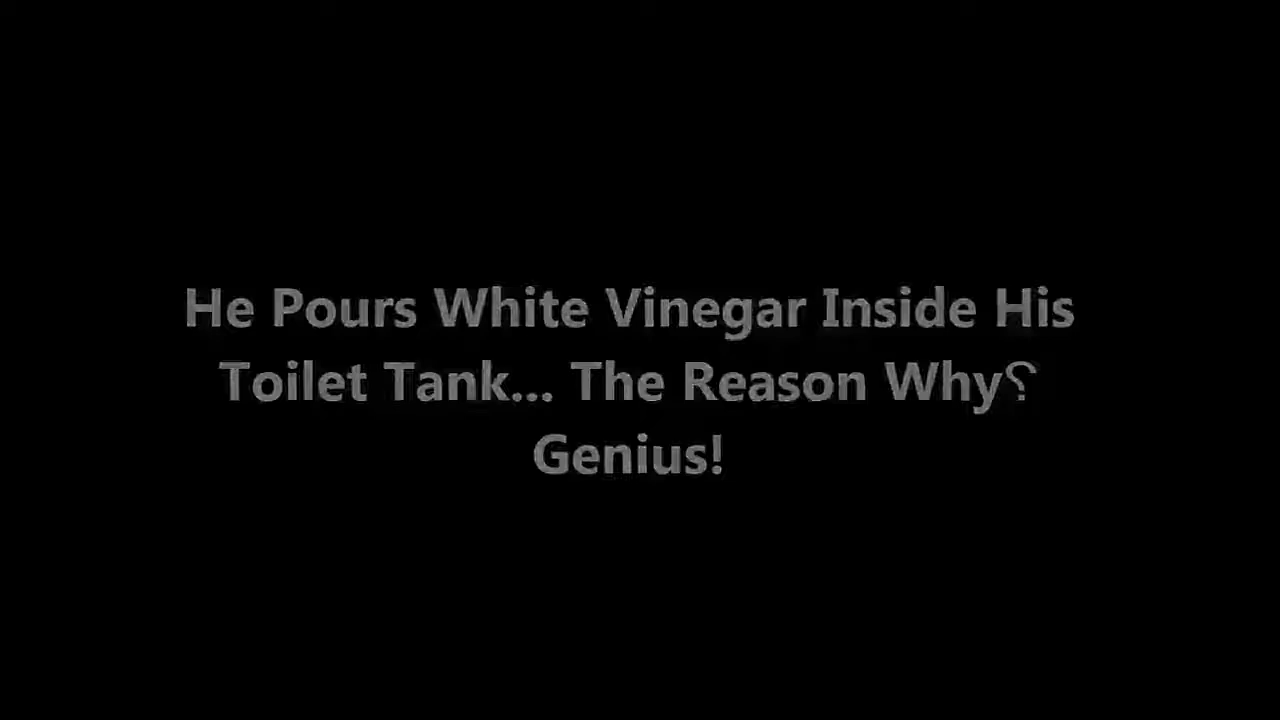 He Pours White Vinegar Inside His
Toilet Tank... The Reason Why؟
Genius!